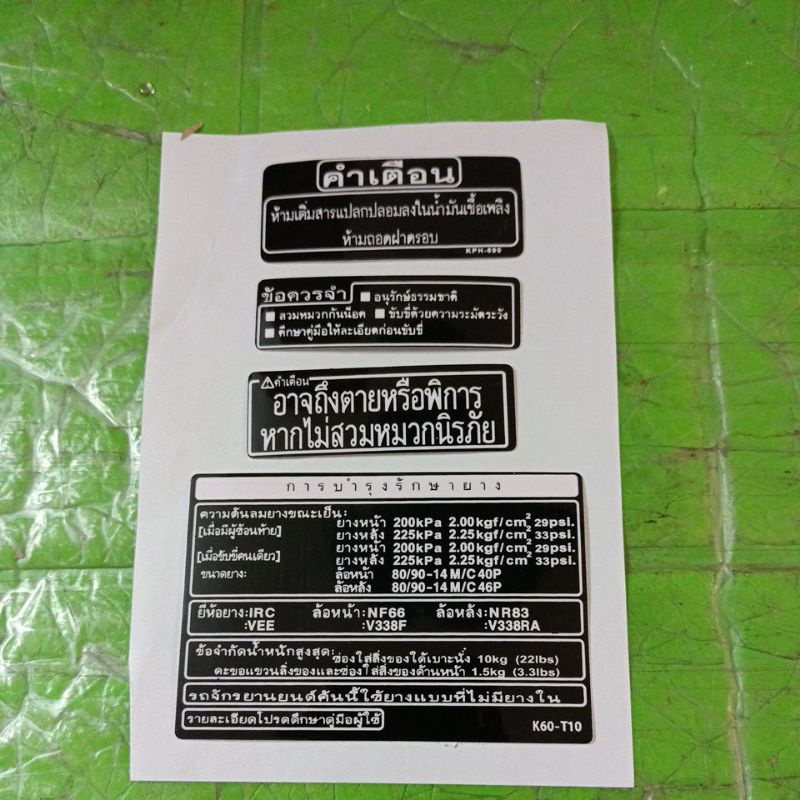 คำเตือน
ห้ามเติมสารแปลกปลอมลงในน้ำมันเชื้อเพลิง
ห้ามถอดฝาครอบ
KPH-690
ข้อควรจำ ■ อนุรักษ์ธรรมชาติ
■ สวมหมวกกันน็อค ■ ขับขี่ด้วยความระมัดระวัง
■ ศึกษาคู่มือให้ละเอียดก่อนขับขี่
⚠คำเตือน
อาจถึงตายหรือพิการ
หากไม่สวมหมวกนิรภัย
การบำรุงรักษายาง
ความดันลมยางขณะเย็น:
[เมื่อมีผู้ซ้อนท้าย] ยางหน้า 200kPa 2.00kgf/cm² 29psi.
ยางหลัง 225kPa 2.25kgf/cm² 33psi.
[เมื่อขับขี่คนเดียว] ยางหน้า 200kPa 2.00kgf/cm² 29psi.
ยางหลัง 225kPa 2.25kgf/cm² 33psi.
ขนาดยาง: ล้อหน้า 80/90-14 M/C 40P
ล้อหลัง 80/90-14 M/C 46P
ยี่ห้อยาง:IRC ล้อหน้า:NF66 ล้อหลัง:NR83
:VEE :V338F :V338RA
ข้อจำกัดน้ำหนักสูงสุด: ช่องใส่สิ่งของใต้เบาะนั่ง 10kg (22lbs)
ตะขอแขวนสิ่งของและช่องใส่สิ่งของด้านหน้า 1.5kg (3.3lbs)
รถจักรยานยนต์คันนี้ใช้ยางแบบที่ไม่มียางใน
รายละเอียดโปรดศึกษาคู่มือผู้ใช้
K60-T10